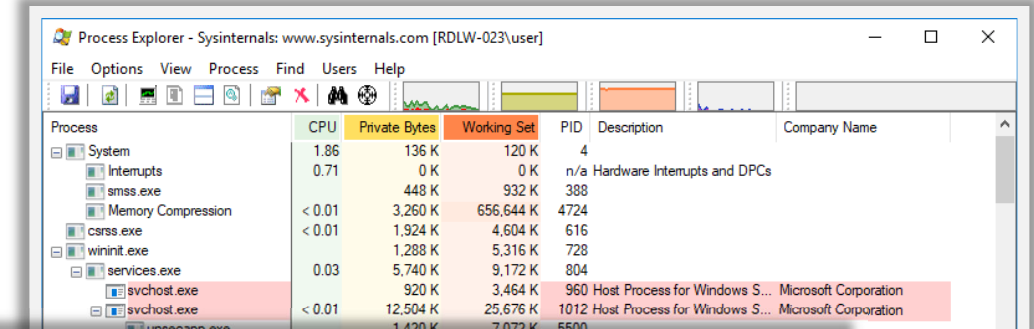 Process Explorer - Sysinternals: www.sysinternals.com [RDLW-023\user]
File Options View Process Find Users Help
Process CPU Private Bytes Working Set PID Description Company Name
System 1.86 136 K 120 K 4
Interrupts 0.71 0 K 0 K n/a Hardware Interrupts and DPCs
smss.exe 448 K 932 K 388
Memory Compression < 0.01 3,260 K 656,644 K 4724
csrss.exe < 0.01 1,924 K 4,604 K 616
wininit.exe 1,288 K 5,316 K 728
services.exe 0.03 5,740 K 9,172 K 804
svchost.exe 920 K 3,464 K 960 Host Process for Windows S... Microsoft Corporation
svchost.exe < 0.01 12,504 K 25,676 K 1012 Host Process for Windows S... Microsoft Corporation
1,420 K 7,072 K 5500